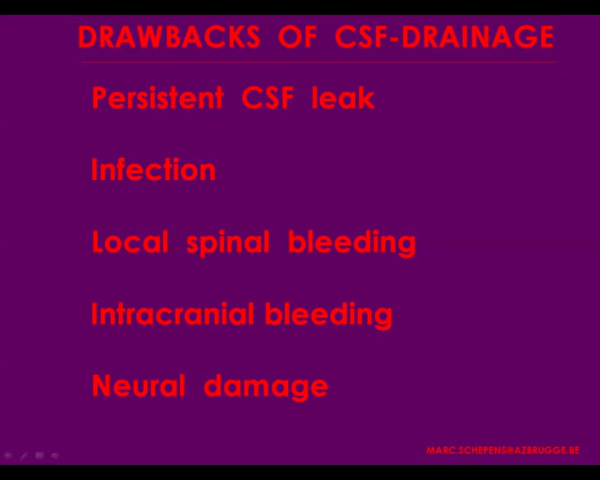 DRAWBACKS OF CSF-DRAINAGE
Persistent CSF leak
Infection
Local spinal bleeding
Intracranial bleeding
Neural damage
MARC.SCHEPENS@AZBRUGGE.BE